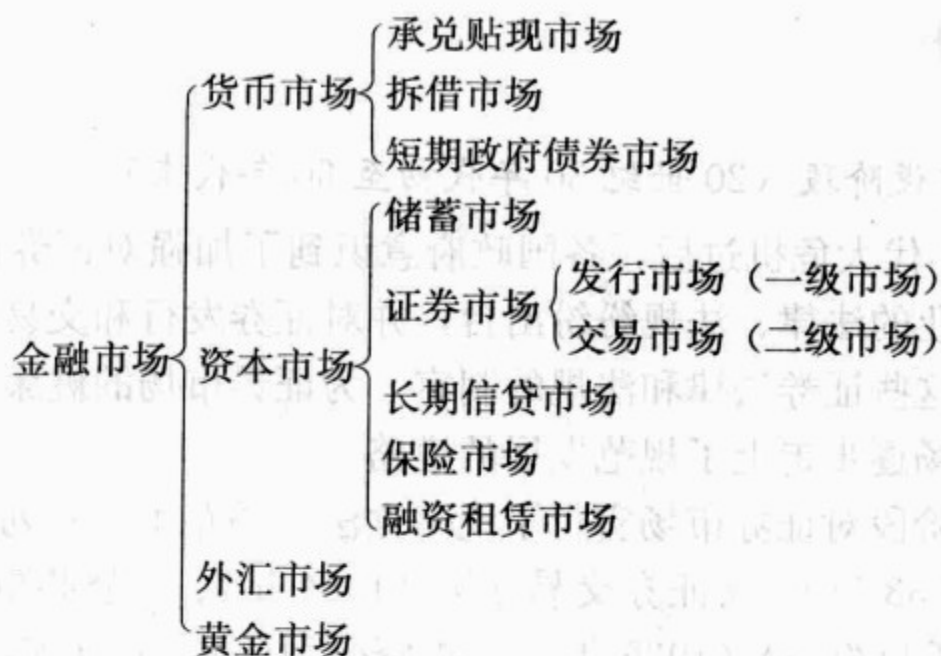 承兑贴现市场
货币市场 拆借市场
短期政府债券市场
储蓄市场
证券市场 发行市场（一级市场）
交易市场（二级市场）
金融市场 资本市场
长期信贷市场
保险市场
融资租赁市场
外汇市场
黄金市场